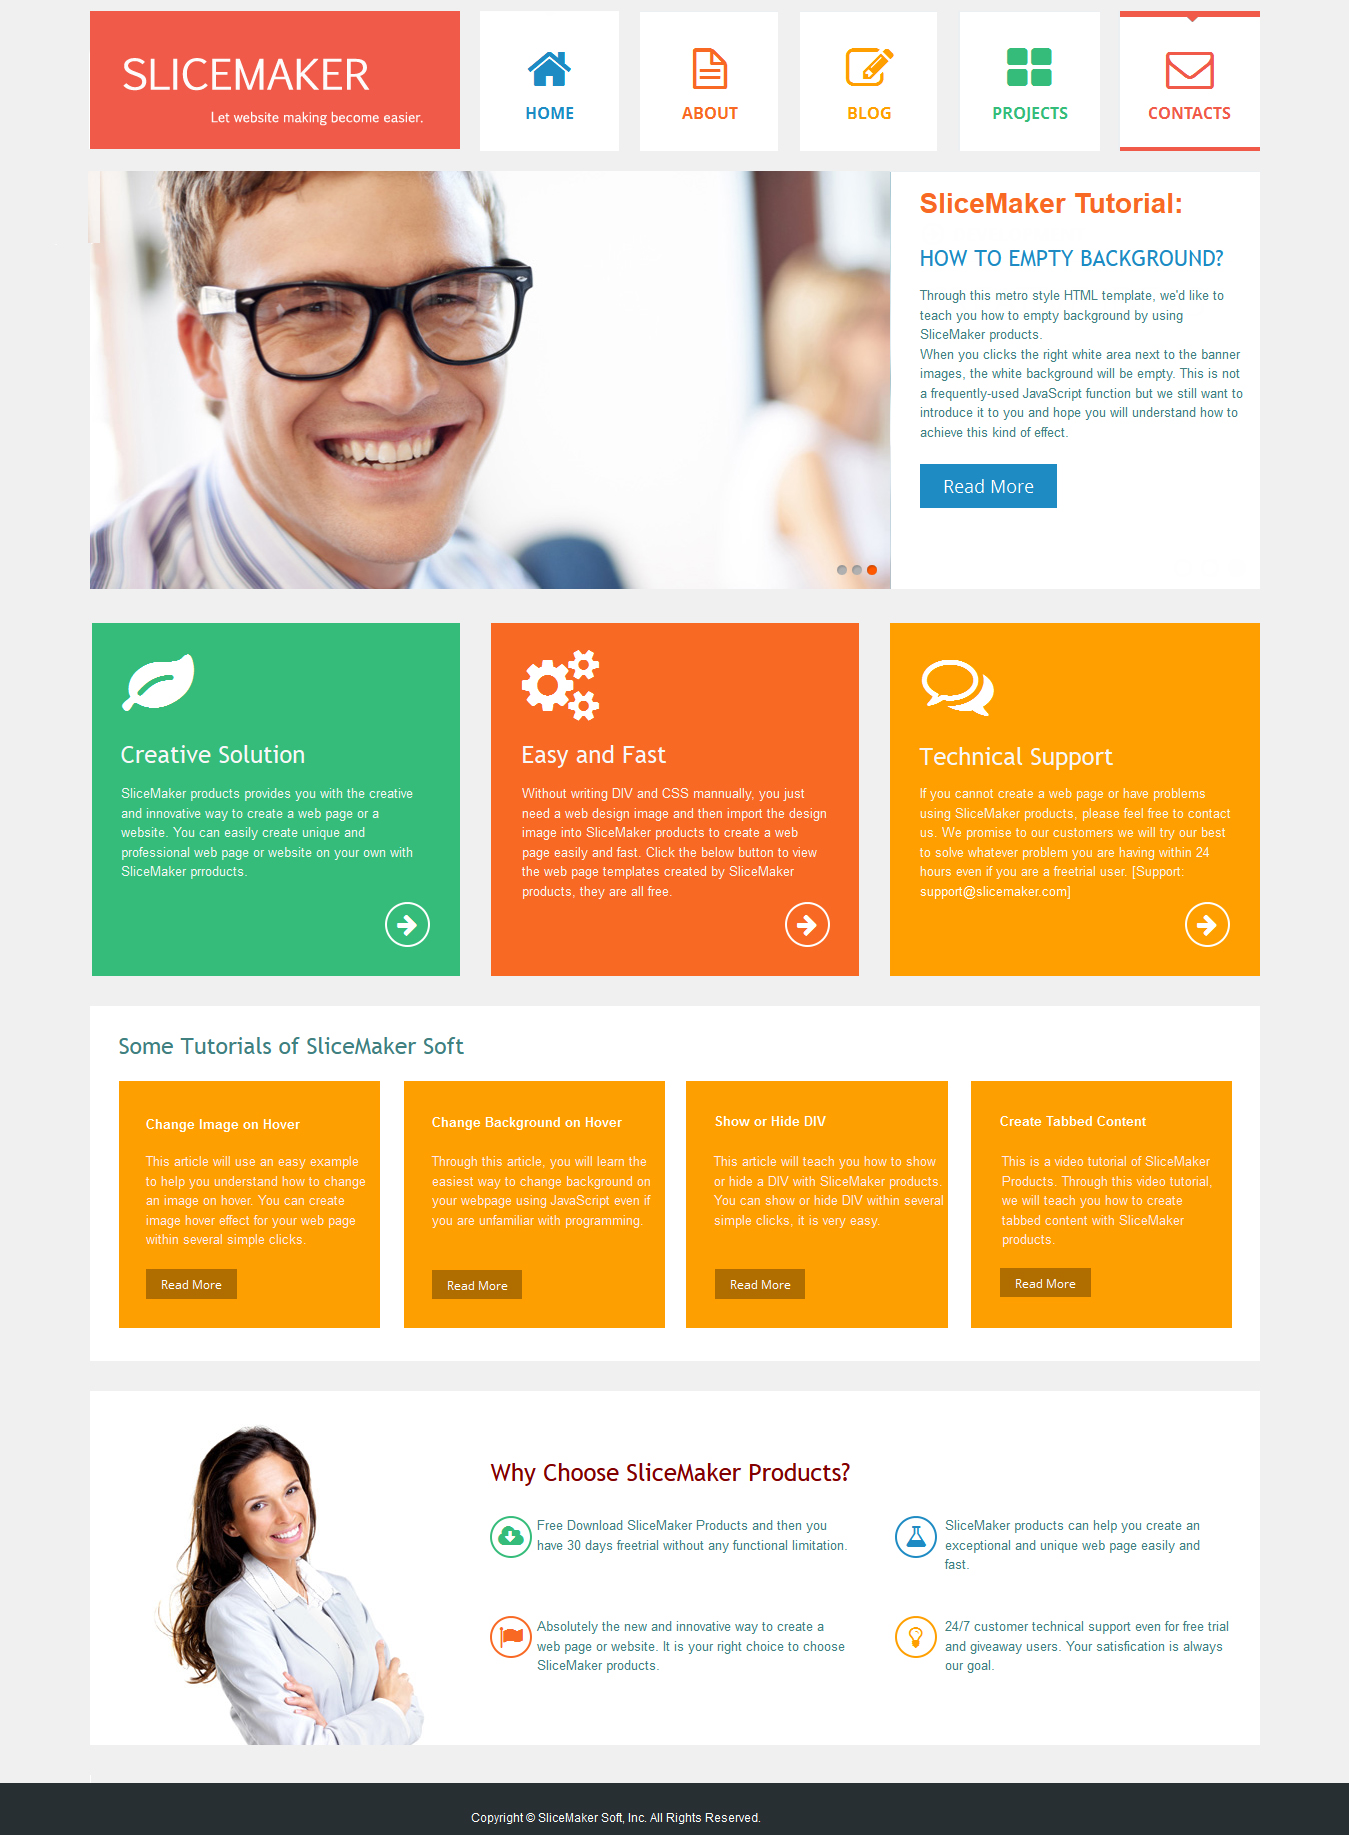 SLICEMAKER
Let website making become easier.
HOME
ABOUT
BLOG
PROJECTS
CONTACTS
SliceMaker Tutorial:
HOW TO EMPTY BACKGROUND?
Through this metro style HTML template, we'd like to
teach you how to empty background by using
SliceMaker products.
When you clicks the right white area next to the banner
images, the white background will be empty. This is not
a frequently-used JavaScript function but we still want to
introduce it to you and hope you will understand how to
achieve this kind of effect.
Read More
Creative Solution
SliceMaker products provides you with the creative
and innovative way to create a web page or a
website. You can easily create unique and
professional web page or website on your own with
SliceMaker prroducts.
Easy and Fast
Without writing DIV and CSS mannually, you just
need a web design image and then import the design
image into SliceMaker products to create a web
page easily and fast. Click the below button to view
the web page templates created by SliceMaker
products, they are all free.
Technical Support
If you cannot create a web page or have problems
using SliceMaker products, please feel free to contact
us. We promise to our customers we will try our best
to solve whatever problem you are having within 24
hours even if you are a freetrial user. [Support:
support@slicemaker.com]
Some Tutorials of SliceMaker Soft
Change Image on Hover
This article will use an easy example
to help you understand how to change
an image on hover. You can create
image hover effect for your web page
within several simple clicks.
Read More
Change Background on Hover
Through this article, you will learn the
easiest way to change background on
your webpage using JavaScript even if
you are unfamiliar with programming.
Read More
Show or Hide DIV
This article will teach you how to show
or hide a DIV with SliceMaker products.
You can show or hide DIV within several
simple clicks, it is very easy.
Read More
Create Tabbed Content
This is a video tutorial of SliceMaker
Products. Through this video tutorial,
we will teach you how to create
tabbed content with SliceMaker
products.
Read More
Why Choose SliceMaker Products?
Free Download SliceMaker Products and then you
have 30 days freetrial without any functional limitation.
SliceMaker products can help you create an
exceptional and unique web page easily and
fast.
Absolutely the new and innovative way to create a
web page or website. It is your right choice to choose
SliceMaker products.
24/7 customer technical support even for free trial
and giveaway users. Your satisfication is always
our goal.
Copyright © SliceMaker Soft, Inc. All Rights Reserved.